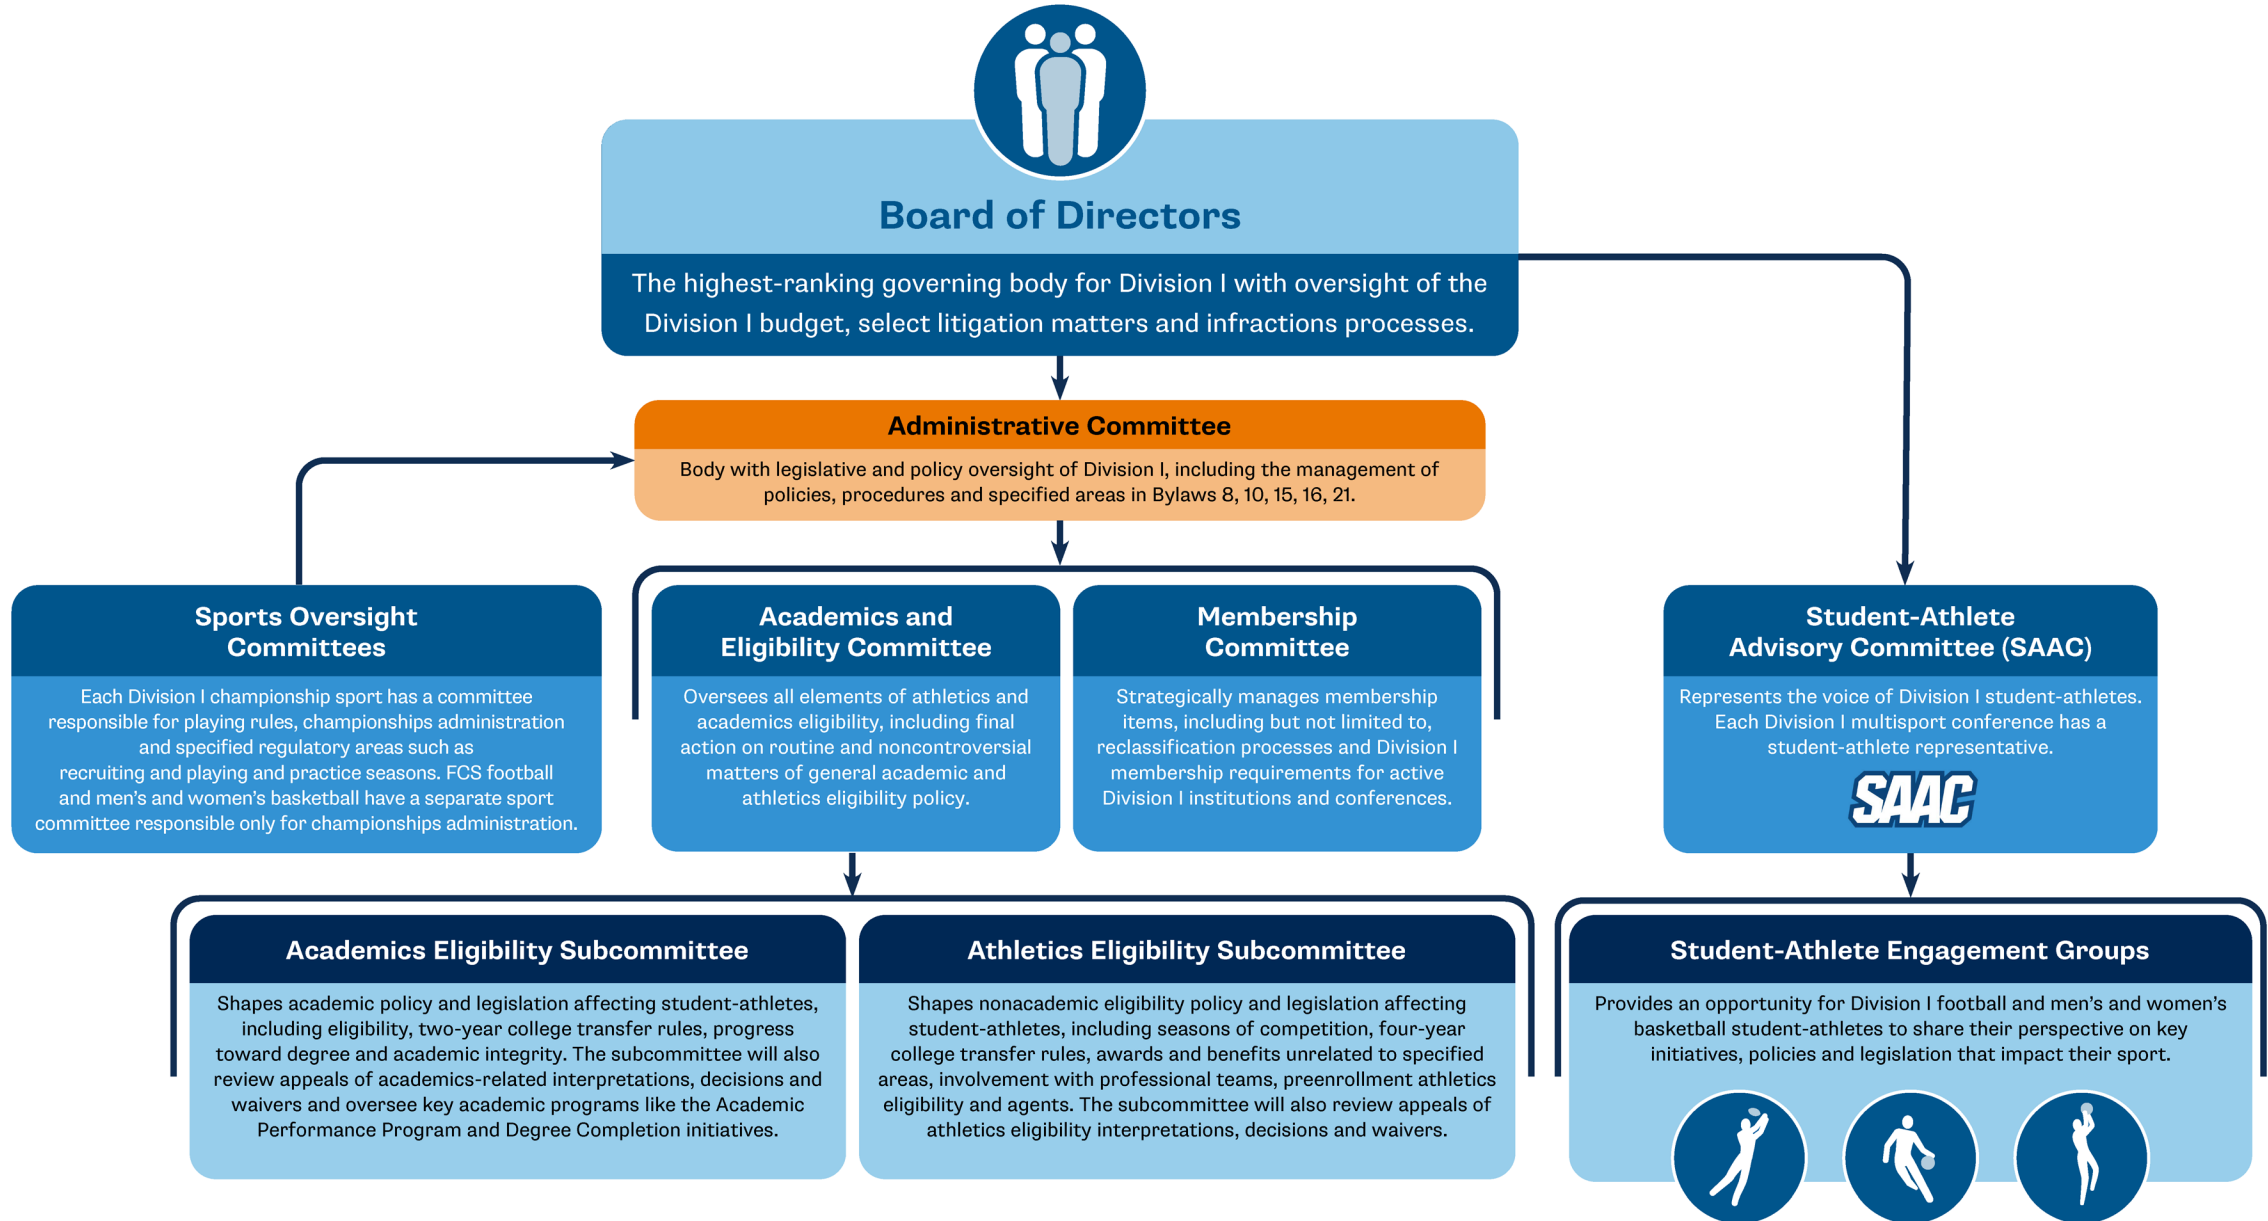 Board of Directors
The highest-ranking governing body for Division I with oversight of the
Division I budget, select litigation matters and infractions processes.
Administrative Committee
Body with legislative and policy oversight of Division I, including the management of
policies, procedures and specified areas in Bylaws 8, 10, 15, 16, 21.
Sports Oversight
Committees
Each Division I championship sport has a committee
responsible for playing rules, championships administration
and specified regulatory areas such as
recruiting and playing and practice seasons. FCS football
and men’s and women’s basketball have a separate sport
committee responsible only for championships administration.
Academics and
Eligibility Committee
Oversees all elements of athletics and
academics eligibility, including final
action on routine and noncontroversial
matters of general academic and
athletics eligibility policy.
Membership
Committee
Strategically manages membership
items, including but not limited to,
reclassification processes and Division I
membership requirements for active
Division I institutions and conferences.
Student-Athlete
Advisory Committee (SAAC)
Represents the voice of Division I student-athletes.
Each Division I multisport conference has a
student-athlete representative.
SAAC
Academics Eligibility Subcommittee
Shapes academic policy and legislation affecting student-athletes,
including eligibility, two-year college transfer rules, progress
toward degree and academic integrity. The subcommittee will also
review appeals of academics-related interpretations, decisions and
waivers and oversee key academic programs like the Academic
Performance Program and Degree Completion initiatives.
Athletics Eligibility Subcommittee
Shapes nonacademic eligibility policy and legislation affecting
student-athletes, including seasons of competition, four-year
college transfer rules, awards and benefits unrelated to specified
areas, involvement with professional teams, preenrollment athletics
eligibility and agents. The subcommittee will also review appeals of
athletics eligibility interpretations, decisions and waivers.
Student-Athlete Engagement Groups
Provides an opportunity for Division I football and men’s and women’s
basketball student-athletes to share their perspective on key
initiatives, policies and legislation that impact their sport.